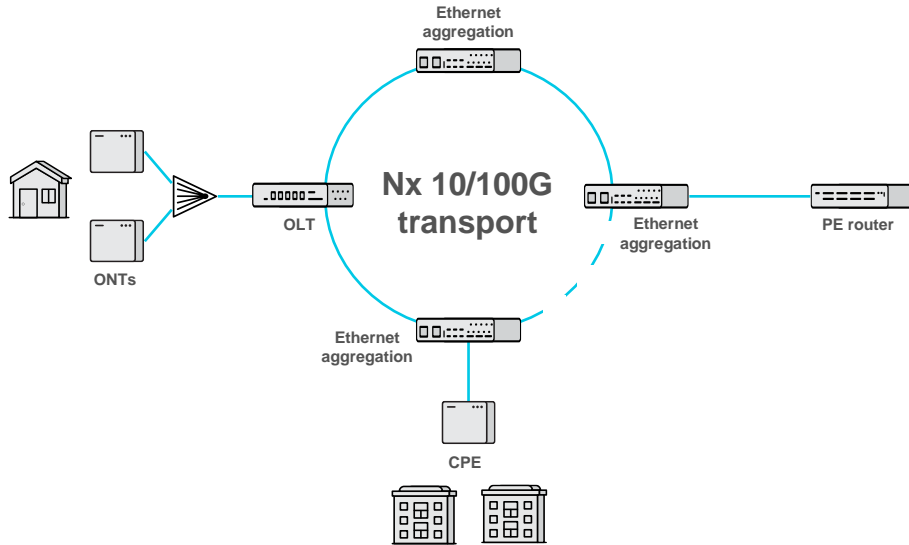 Ethernet
aggregation
Nx 10/100G
transport
OLT
ONTs
Ethernet
aggregation
PE router
Ethernet
aggregation
CPE